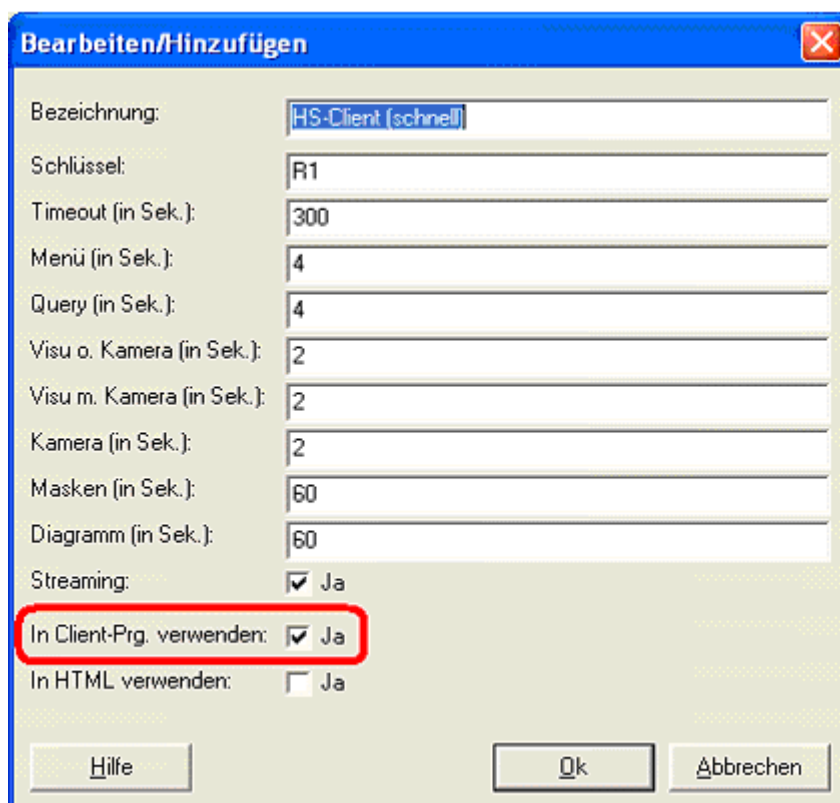 Bearbeiten/Hinzufügen
Bezeichnung: HS-Client (schnell)
Schlüssel: R1
Timeout (in Sek.): 300
Menü (in Sek.): 4
Query (in Sek.): 4
Visu o. Kamera (in Sek.): 2
Visu m. Kamera (in Sek.): 2
Kamera (in Sek.): 2
Masken (in Sek.): 60
Diagramm (in Sek.): 60
Streaming: Ja
In Client-Prg. verwenden: Ja
In HTML verwenden: Ja
Hilfe Ok Abbrechen